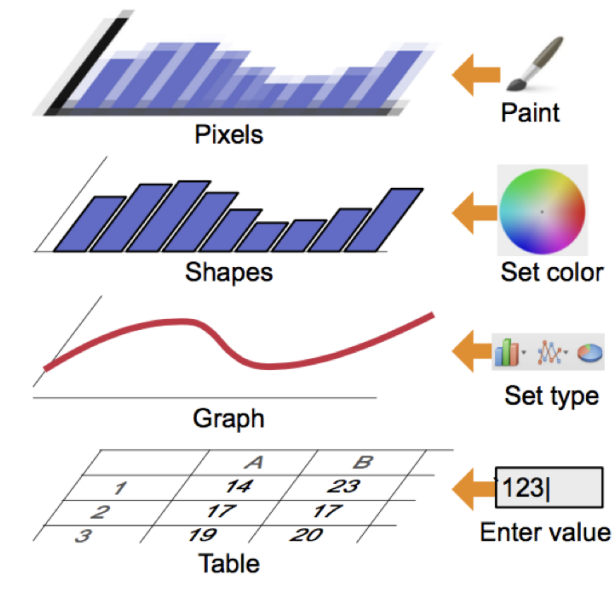 Paint
Pixels
Shapes
Set color
Set type
Graph
A B
1 14 23
123|
2 17 17
Enter value
3 19 20
Table